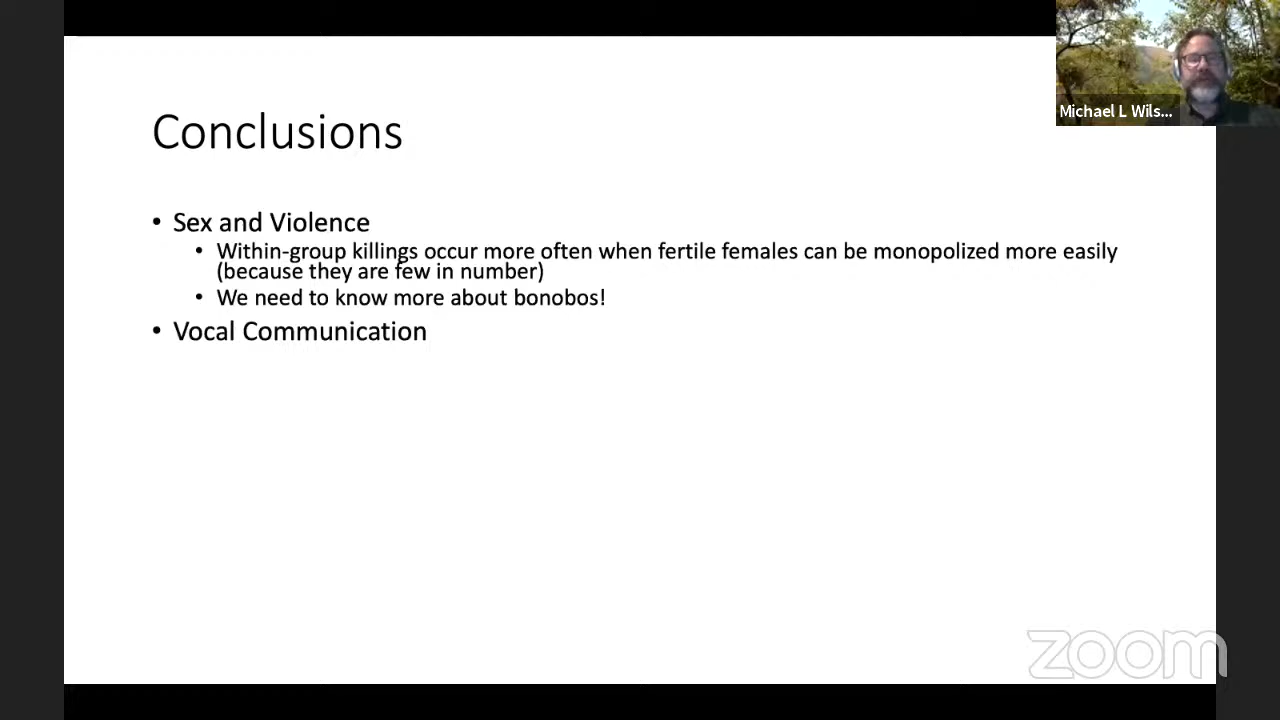 Michael L Wils...
Conclusions
• Sex and Violence
• Within-group killings occur more often when fertile females can be monopolized more easily
(because they are few in number)
• We need to know more about bonobos!
• Vocal Communication
zoom